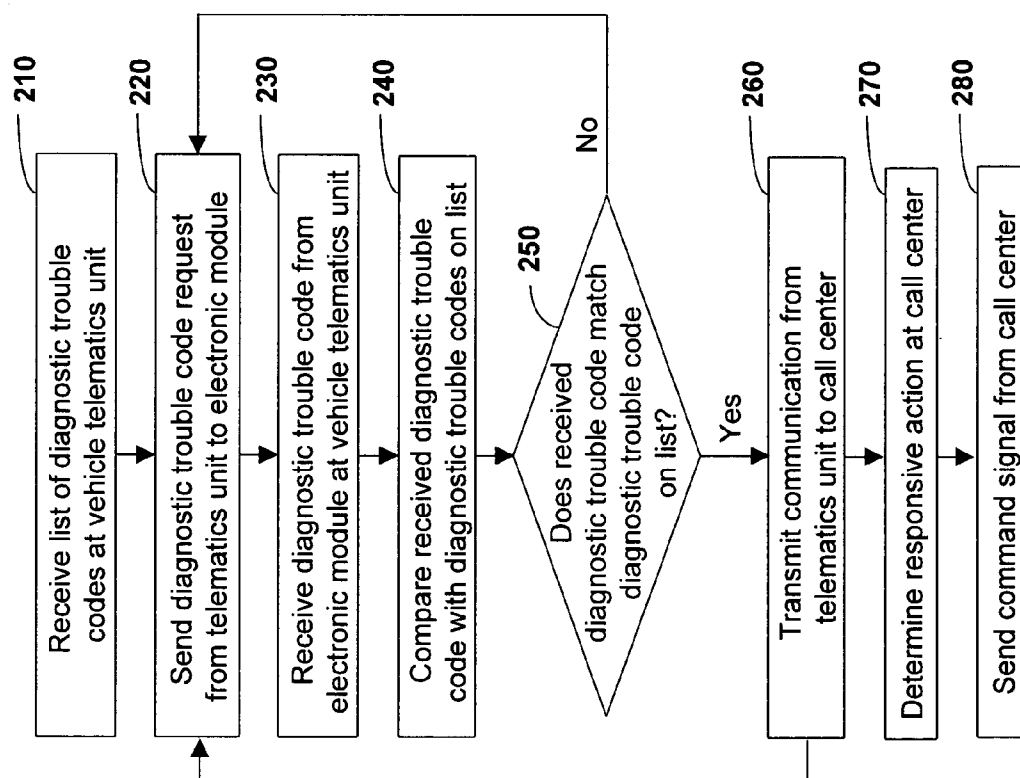 210
Receive list of diagnostic trouble
codes at vehicle telematics unit
220
Send diagnostic trouble code request
from telematics unit to electronic module
230
Receive diagnostic trouble code from
electronic module at vehicle telematics unit
240
Compare received diagnostic trouble
code with diagnostic trouble codes on list
250
Does received
diagnostic trouble code match
diagnostic trouble code
on list?
No
Yes
260
Transmit communication from
telematics unit to call center
270
Determine responsive action at call center
280
Send command signal from call center